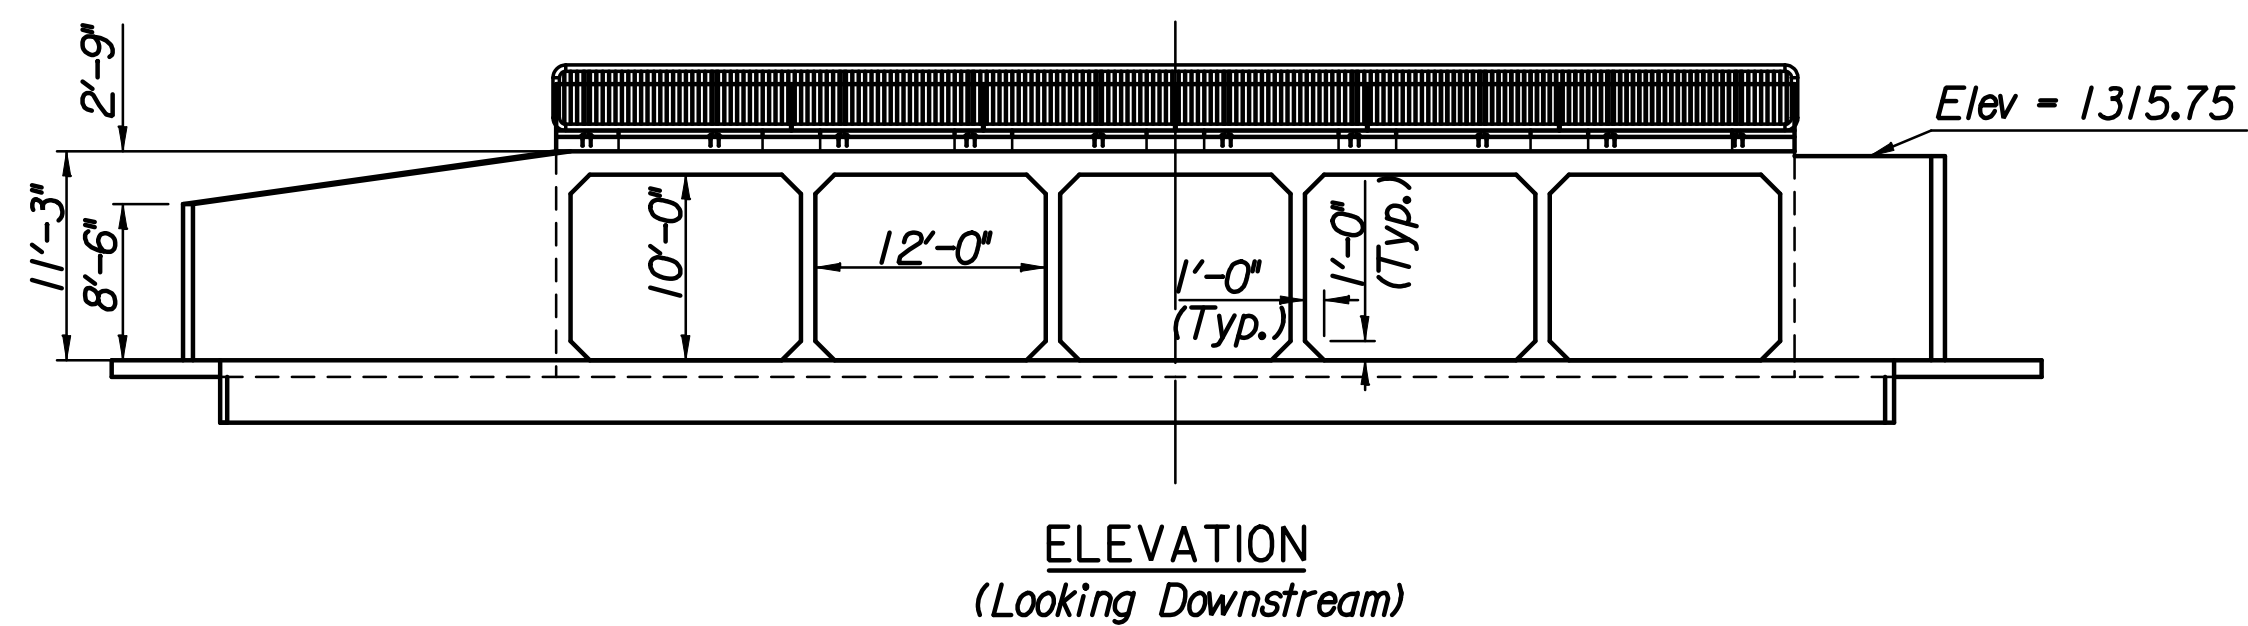 2'-9"
Elev = 1315.75
11'-3"
8'-6"
10'-0"
12'-0"
1'-0"
(Typ.)
1'-0"
(Typ.)
ELEVATION
(Looking Downstream)